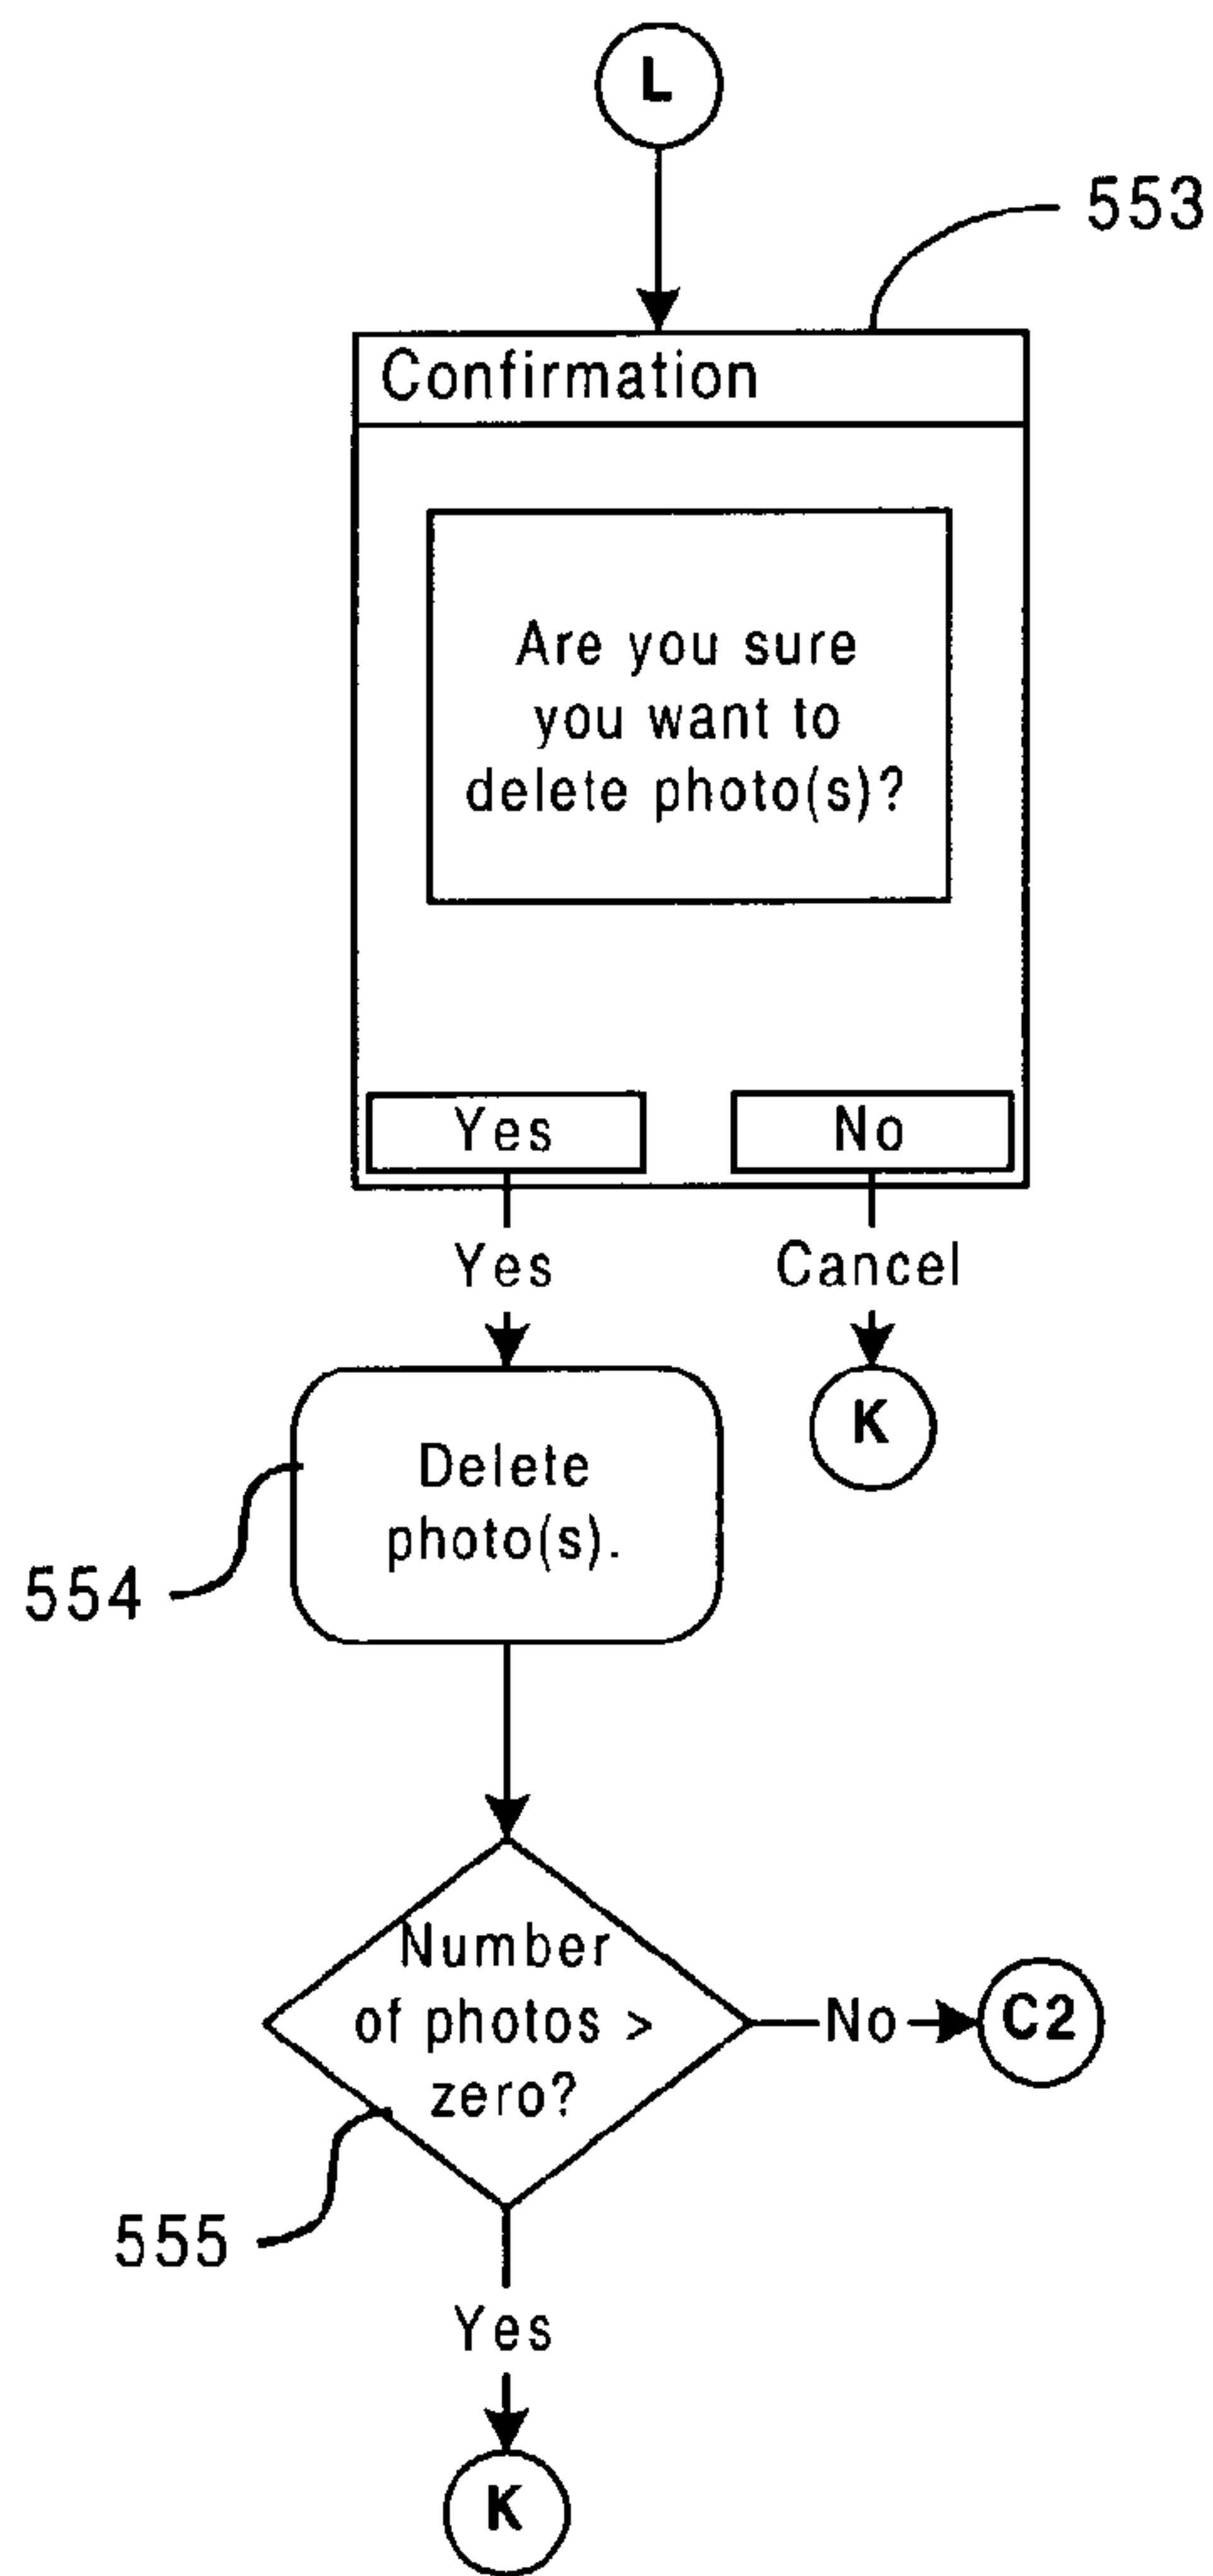 L
553
Confirmation
Are you sure
you want to
delete photo(s)?
Yes
No
Yes
Cancel
K
Delete
photo(s).
554
Number
of photos >
zero?
No
C2
555
Yes
K